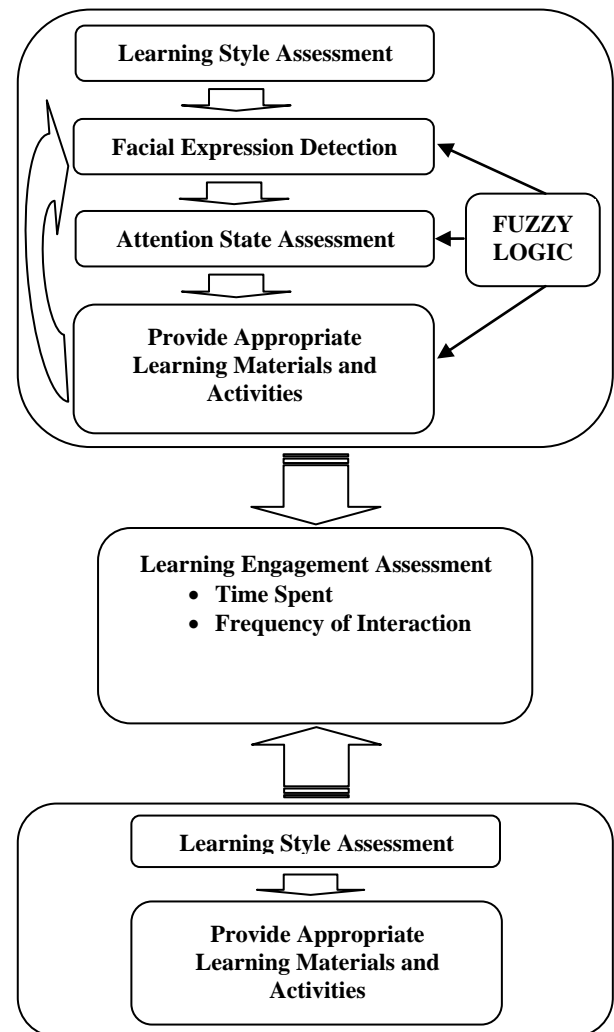 Learning Style Assessment
Facial Expression Detection
Attention State Assessment
FUZZY
LOGIC
Provide Appropriate
Learning Materials and
Activities
Learning Engagement Assessment
• Time Spent
• Frequency of Interaction
Learning Style Assessment
Provide Appropriate
Learning Materials and
Activities